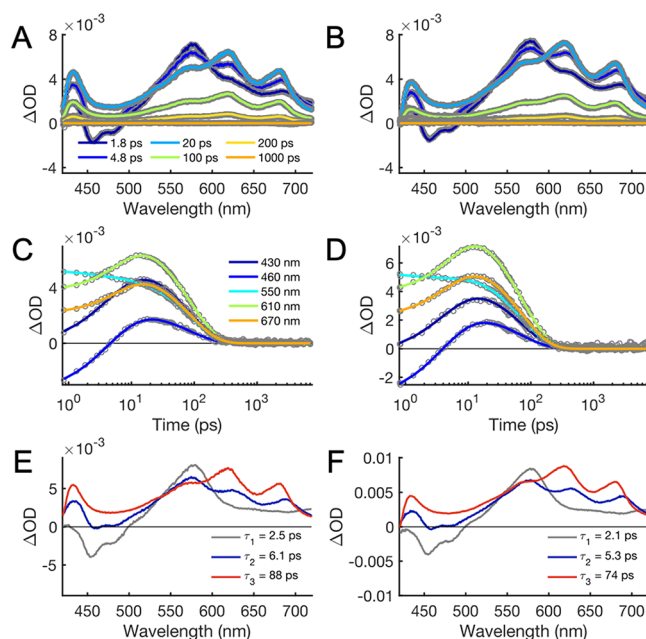 A
×10⁻³
8
4
0
-4
ΔOD
1.8 ps
4.8 ps
20 ps
100 ps
200 ps
1000 ps
450 500 550 600 650 700
Wavelength (nm)
B
×10⁻³
8
4
0
-4
ΔOD
450 500 550 600 650 700
Wavelength (nm)
C
×10⁻³
4
0
ΔOD
430 nm
460 nm
550 nm
610 nm
670 nm
10⁰ 10¹ 10² 10³
Time (ps)
D
×10⁻³
6
4
2
0
-2
ΔOD
10⁰ 10¹ 10² 10³
Time (ps)
E
×10⁻³
5
0
-5
ΔOD
τ₁ = 2.5 ps
τ₂ = 6.1 ps
τ₃ = 88 ps
450 500 550 600 650 700
Wavelength (nm)
F
0.01
0.005
0
-0.005
-0.01
ΔOD
τ₁ = 2.1 ps
τ₂ = 5.3 ps
τ₃ = 74 ps
450 500 550 600 650 700
Wavelength (nm)